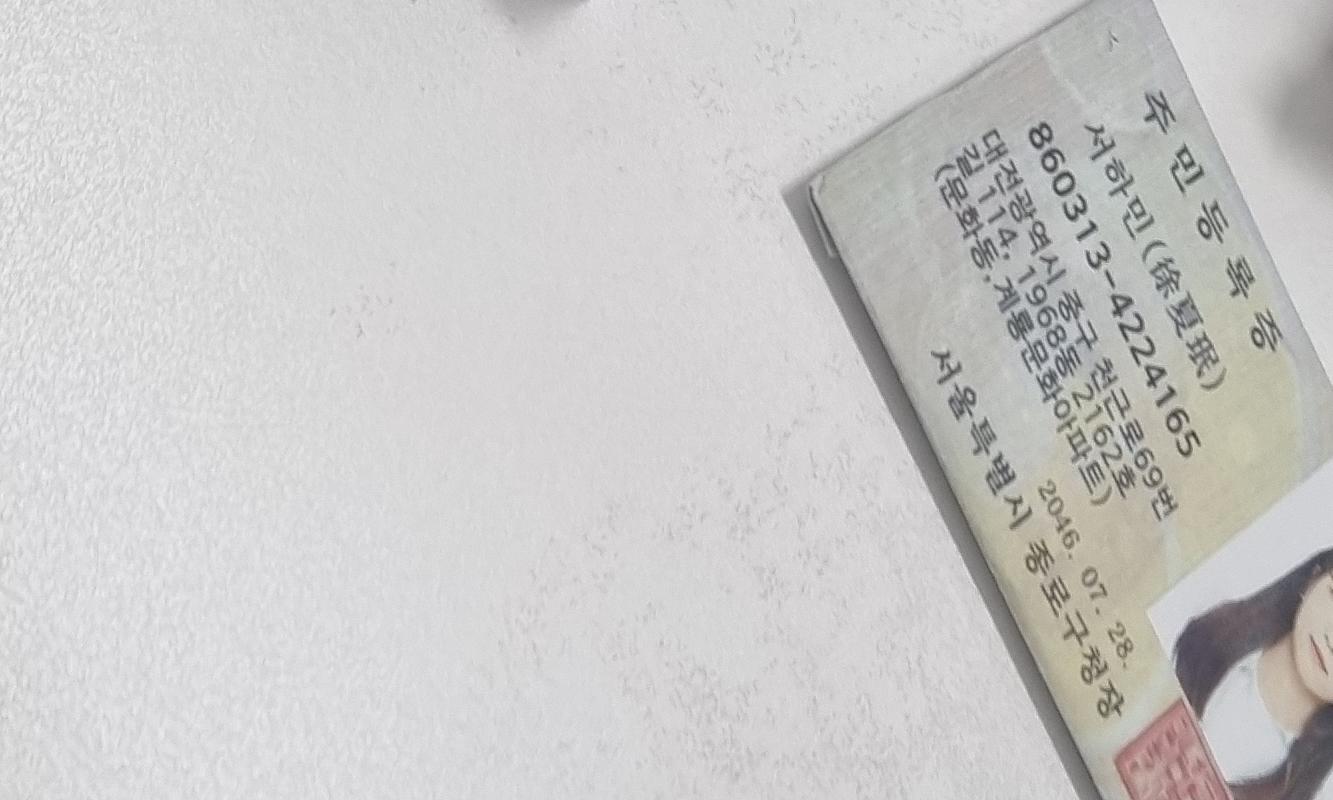 주민등록증
서하민(徐夏珉)
860313-4224165
대전광역시 중구 천근로69번
길 114, 1968동 2162호
(문화동,계룡문화아파트)
2046. 07. 28.
서울특별시 종로구청장